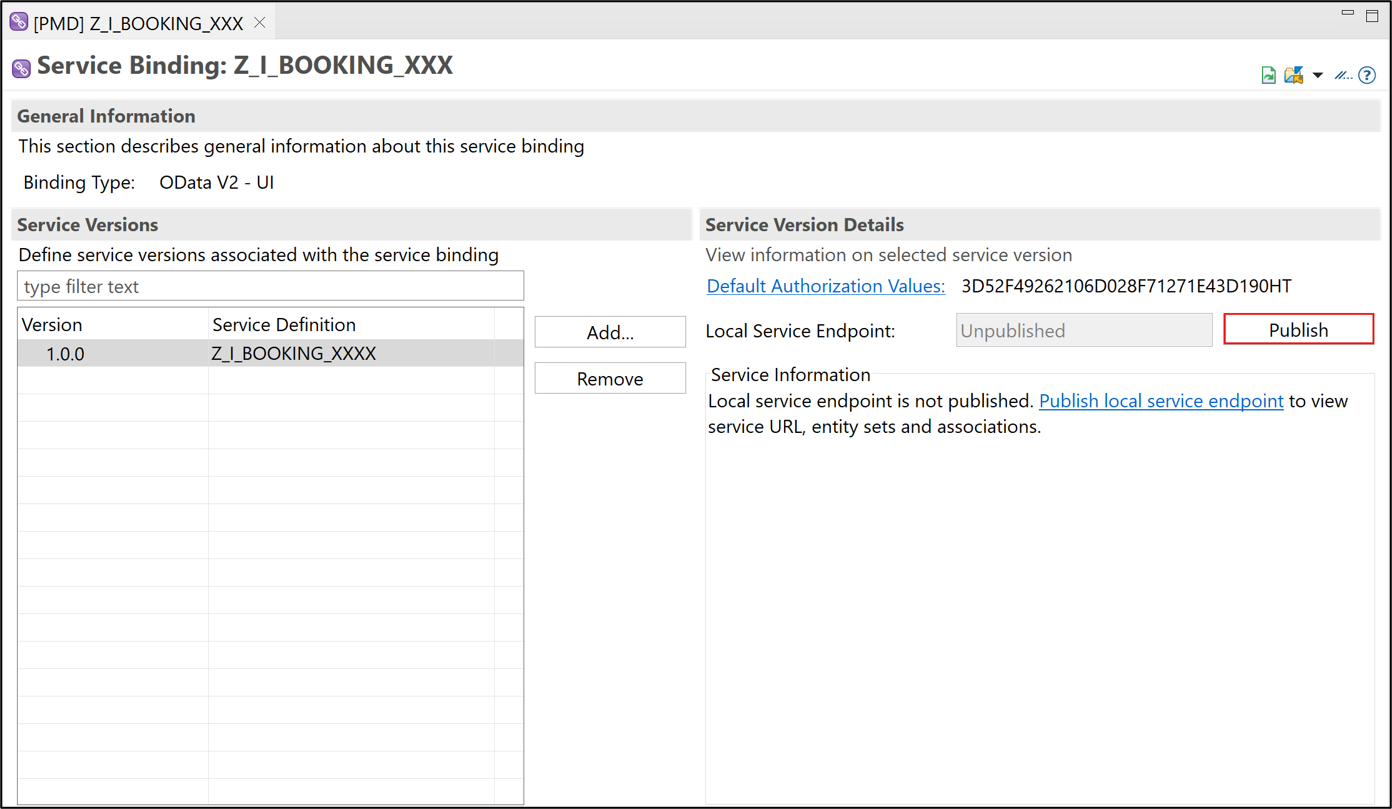 [PMD] Z_I_BOOKING_XXX
Service Binding: Z_I_BOOKING_XXX
General Information
This section describes general information about this service binding
Binding Type: OData V2 - UI
Service Versions
Define service versions associated with the service binding
type filter text
Version Service Definition
1.0.0 Z_I_BOOKING_XXXX
Add...
Remove
Service Version Details
View information on selected service version
Default Authorization Values: 3D52F49262106D028F71271E43D190HT
Local Service Endpoint: Unpublished Publish
Service Information
Local service endpoint is not published. Publish local service endpoint to view
service URL, entity sets and associations.